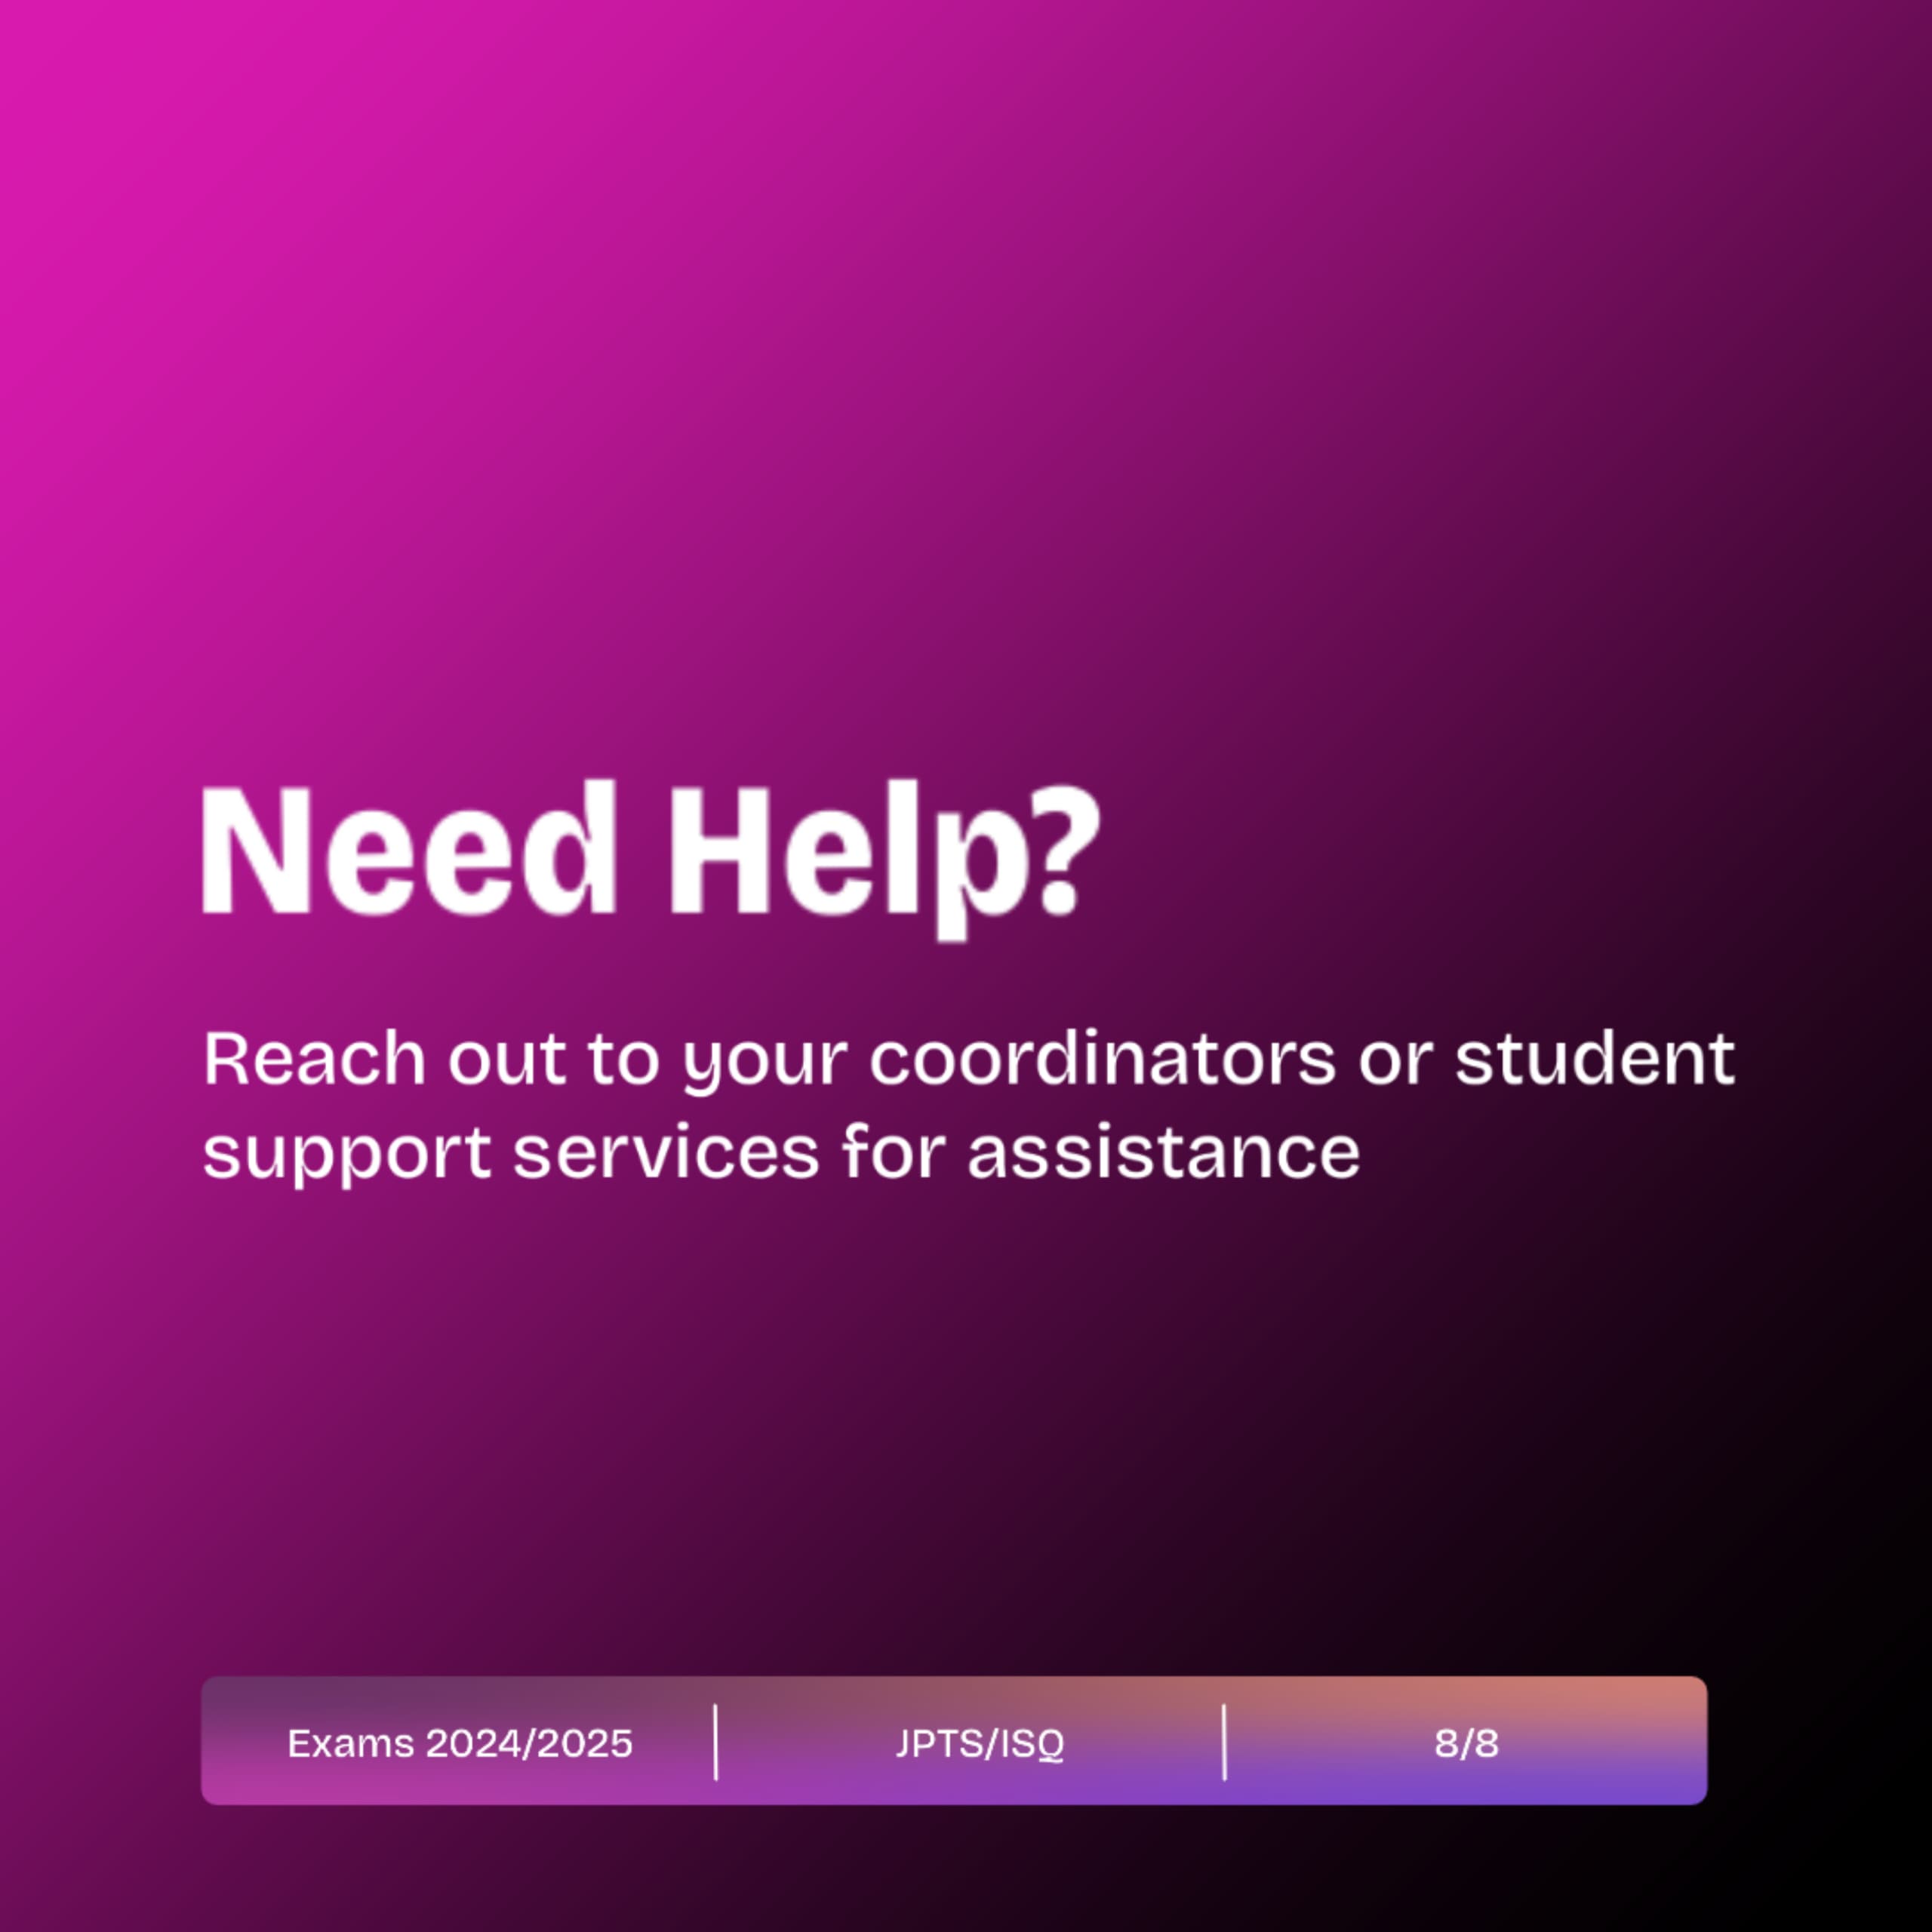 Need Help?
Reach out to your coordinators or student
support services for assistance
Exams 2024/2025
JPTS/ISQ
8/8